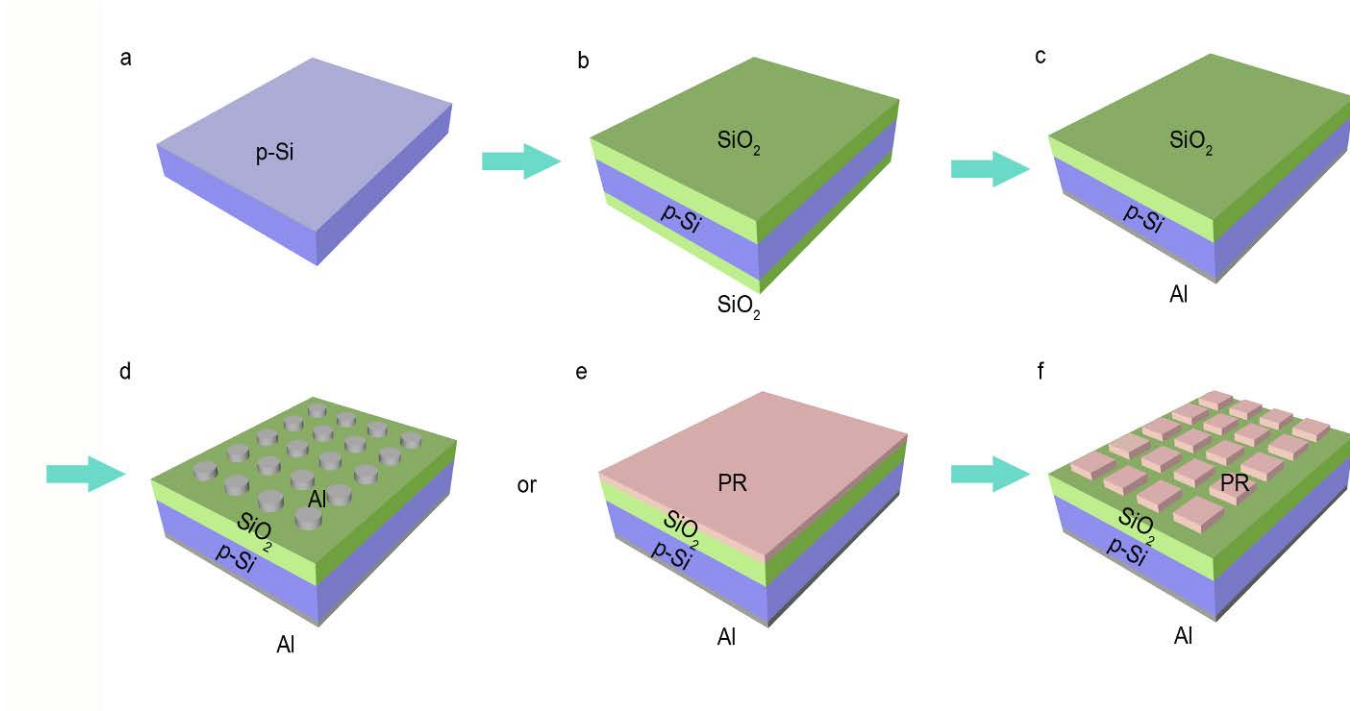 a
p-Si
b
SiO₂
p-Si
SiO₂
c
SiO₂
p-Si
Al
d
Al
SiO₂
p-Si
Al
or
e
PR
SiO₂
p-Si
Al
f
PR
SiO₂
p-Si
Al